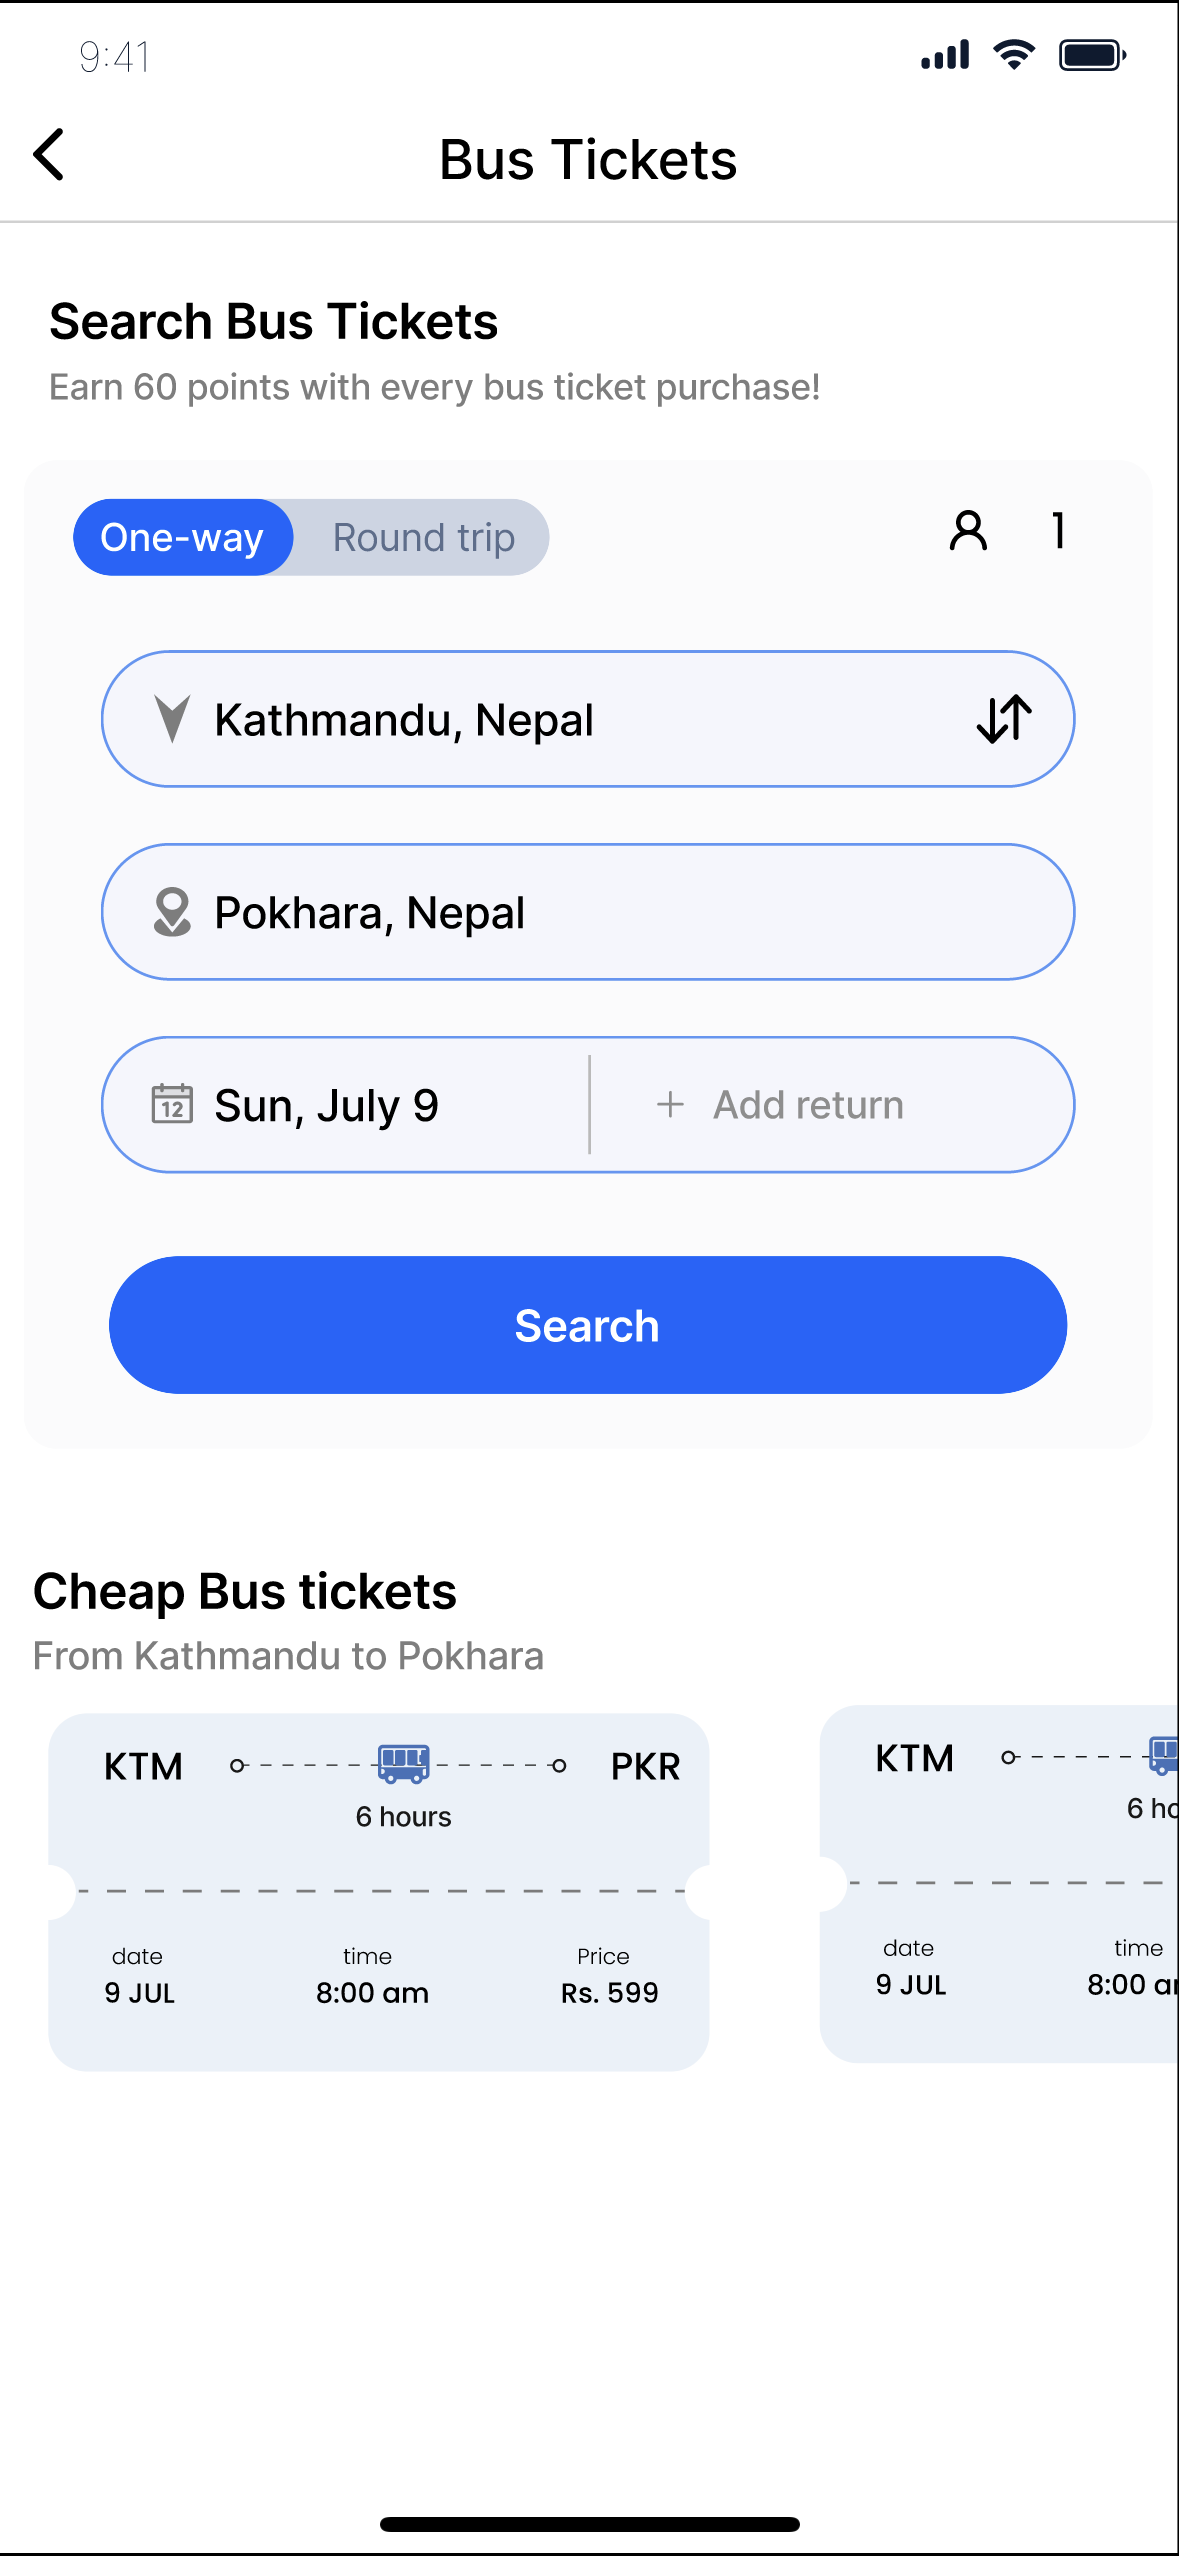 9:41
Bus Tickets
Search Bus Tickets
Earn 60 points with every bus ticket purchase!
One-way Round trip 1
Kathmandu, Nepal
Pokhara, Nepal
12 Sun, July 9 + Add return
Search
Cheap Bus tickets
From Kathmandu to Pokhara
KTM PKR
6 hours
date time Price
9 JUL 8:00 am Rs. 599
KTM
6 ho
date time
9 JUL 8:00 a